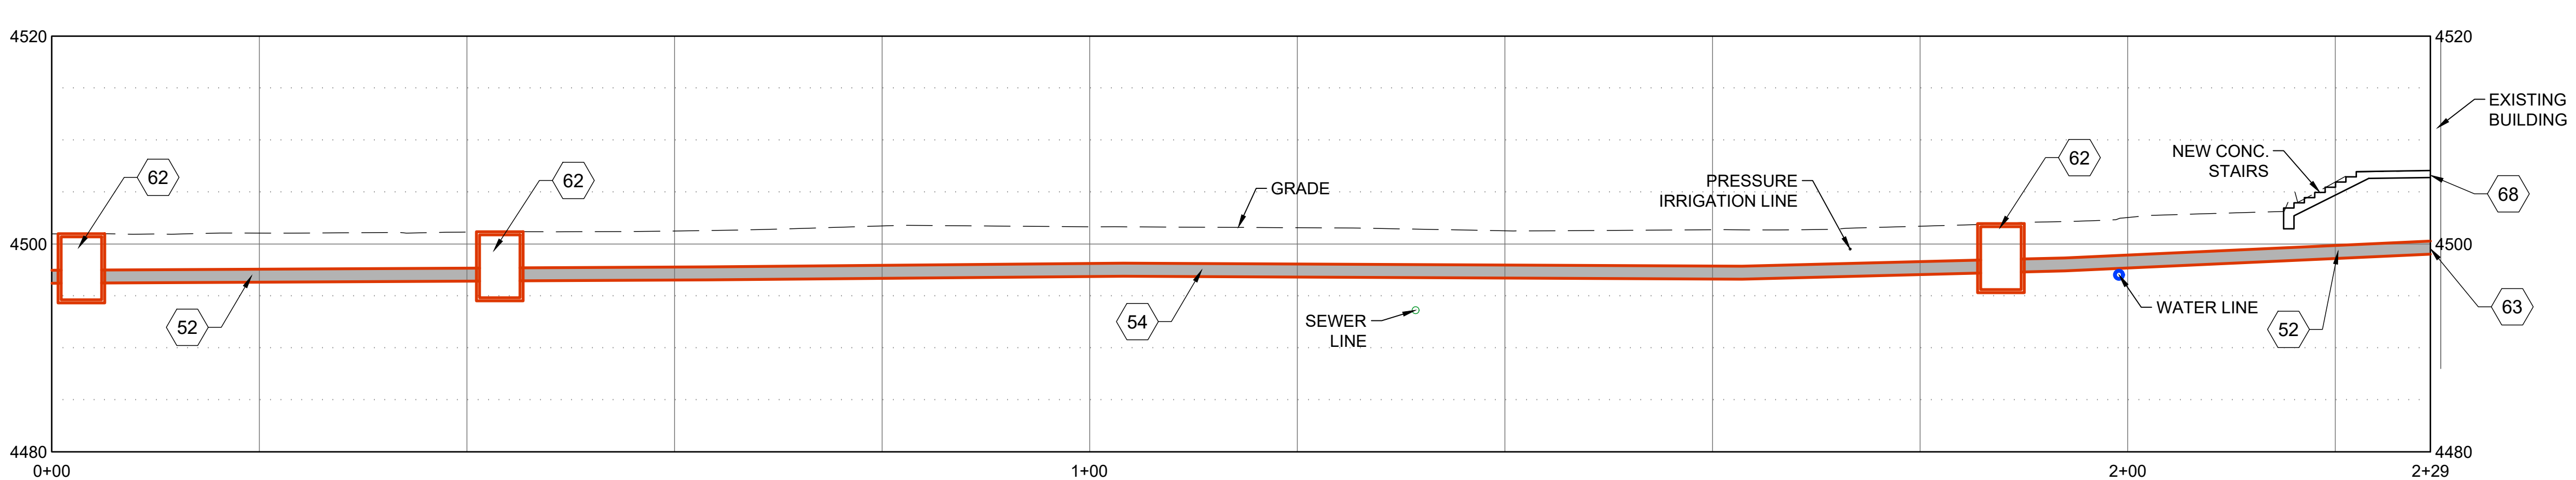 4520
4520
EXISTING
BUILDING
NEW CONC.
STAIRS
62
62
62
GRADE
PRESSURE
IRRIGATION LINE
68
4500
4500
52
54
SEWER
LINE
WATER LINE
52
63
4480
4480
0+00
1+00
2+00
2+29